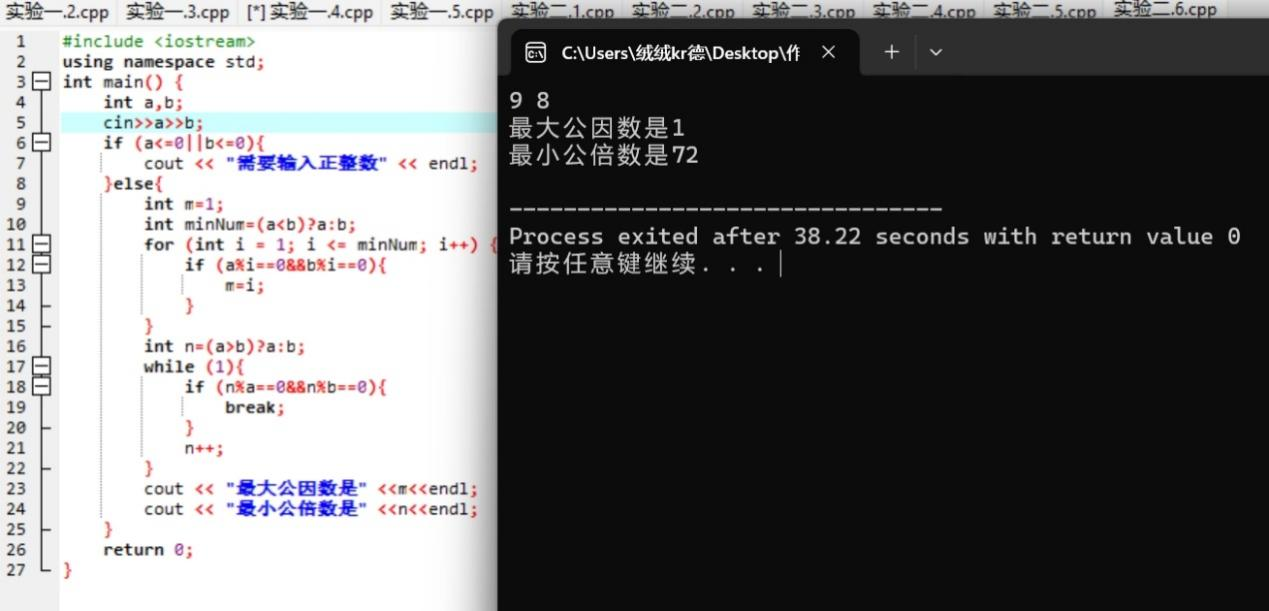 实验一.2.cpp 实验一.3.cpp [*] 实验一.4.cpp 实验一.5.cpp 实验二.1.cpp 实验二.2.cpp 实验二.3.cpp 实验二.4.cpp 实验二.5.cpp 实验二.6.cpp
1 #include <iostream>
2 using namespace std;
3 int main() {
4 int a,b;
5 cin>>a>>b;
6 if (a<=0||b<=0){
7 cout << "需要输入正整数" << endl;
8 }else{
9 int m=1;
10 int minNum=(a<b)?a:b;
11 for (int i = 1; i <= minNum; i++) {
12 if (a%i==0&&b%i==0){
13 m=i;
14 }
15 }
16 int n=(a>b)?a:b;
17 while (1){
18 if (n%a==0&&n%b==0){
19 break;
20 }
21 n++;
22 }
23 cout << "最大公因数是" <<m<<endl;
24 cout << "最小公倍数是" <<n<<endl;
25 }
26 return 0;
27 }
C:\Users\绒绒kr德\Desktop\作
9 8
最大公因数是1
最小公倍数是72
--------------------------------
Process exited after 38.22 seconds with return value 0
请按任意键继续. . .